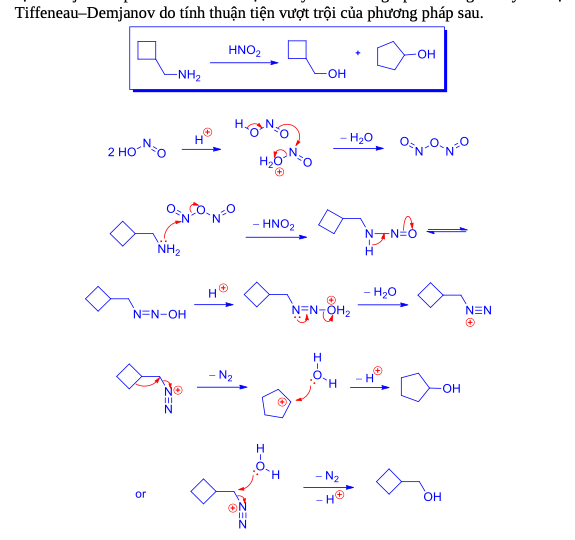 Tiffeneau–Demjanov do tính thuận tiện vượt trội của phương pháp sau.
NH2 HNO2 OH + OH
2 HO N O H⊕ H O N O H2O N O ⊕ – H2O O N O N O
O N O N O NH2 – HNO2 N N=O H
N=N–OH H⊕ N=N–OH2 ⊕ – H2O N≡N ⊕
N⊕ N – N2 ⊕ H O H – H⊕ OH
or H O H ⊕N N – N2 – H⊕ OH